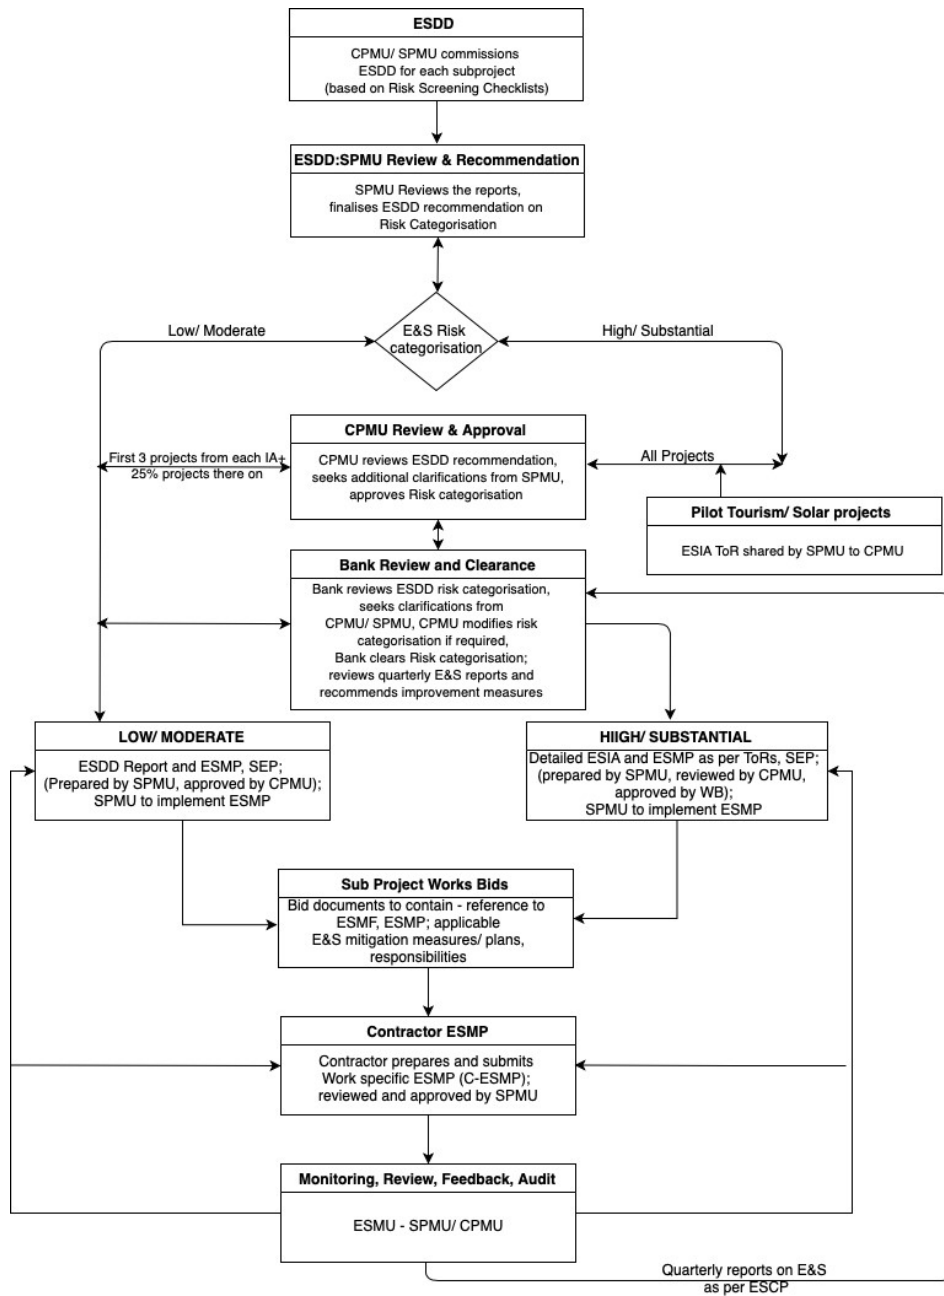 ESDD
CPMU/ SPMU commissions
ESDD for each subproject
(based on Risk Screening Checklists)
ESDD:SPMU Review & Recommendation
SPMU Reviews the reports,
finalises ESDD recommendation on
Risk Categorisation
Low/ Moderate
E&S Risk
categorisation
High/ Substantial
CPMU Review & Approval
CPMU reviews ESDD recommendation,
seeks additional clarifications from SPMU,
approves Risk categorisation
First 3 projects from each IA+
25% projects there on
All Projects
Pilot Tourism/ Solar projects
ESIA ToR shared by SPMU to CPMU
Bank Review and Clearance
Bank reviews ESDD risk categorisation,
seeks clarifications from
CPMU/ SPMU, CPMU modifies risk
categorisation if required,
Bank clears Risk categorisation;
reviews quarterly E&S reports and
recommends improvement measures
LOW/ MODERATE
ESDD Report and ESMP, SEP;
(Prepared by SPMU, approved by CPMU);
SPMU to implement ESMP
HIIGH/ SUBSTANTIAL
Detailed ESIA and ESMP as per ToRs, SEP;
(prepared by SPMU, reviewed by CPMU,
approved by WB);
SPMU to implement ESMP
Sub Project Works Bids
Bid documents to contain - reference to
ESMF, ESMP; applicable
E&S mitigation measures/ plans,
responsibilities
Contractor ESMP
Contractor prepares and submits
Work specific ESMP (C-ESMP);
reviewed and approved by SPMU
Monitoring, Review, Feedback, Audit
ESMU - SPMU/ CPMU
Quarterly reports on E&S
as per ESCP